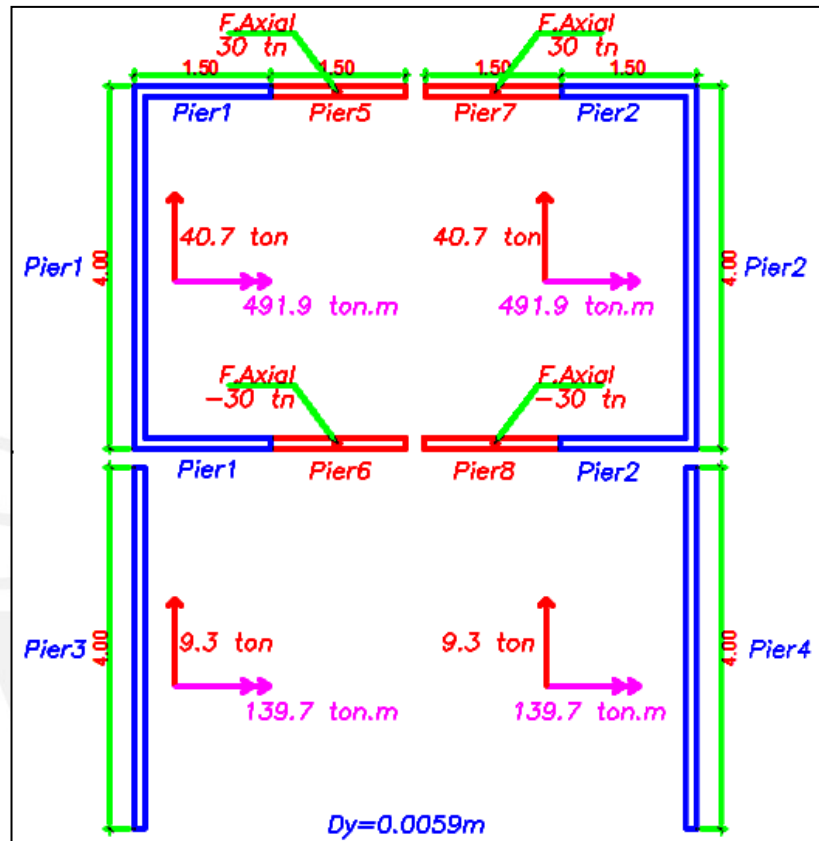 F.Axial
30 tn
F.Axial
30 tn
1.50
1.50
1.50
1.50
Pier1
Pier5
Pier7
Pier2
40.7 ton
40.7 ton
Pier1
4.00
4.00
Pier2
491.9 ton.m
491.9 ton.m
F.Axial
-30 tn
F.Axial
-30 tn
Pier1
Pier6
Pier8
Pier2
9.3 ton
9.3 ton
Pier3
4.00
4.00
Pier4
139.7 ton.m
139.7 ton.m
Dy=0.0059m